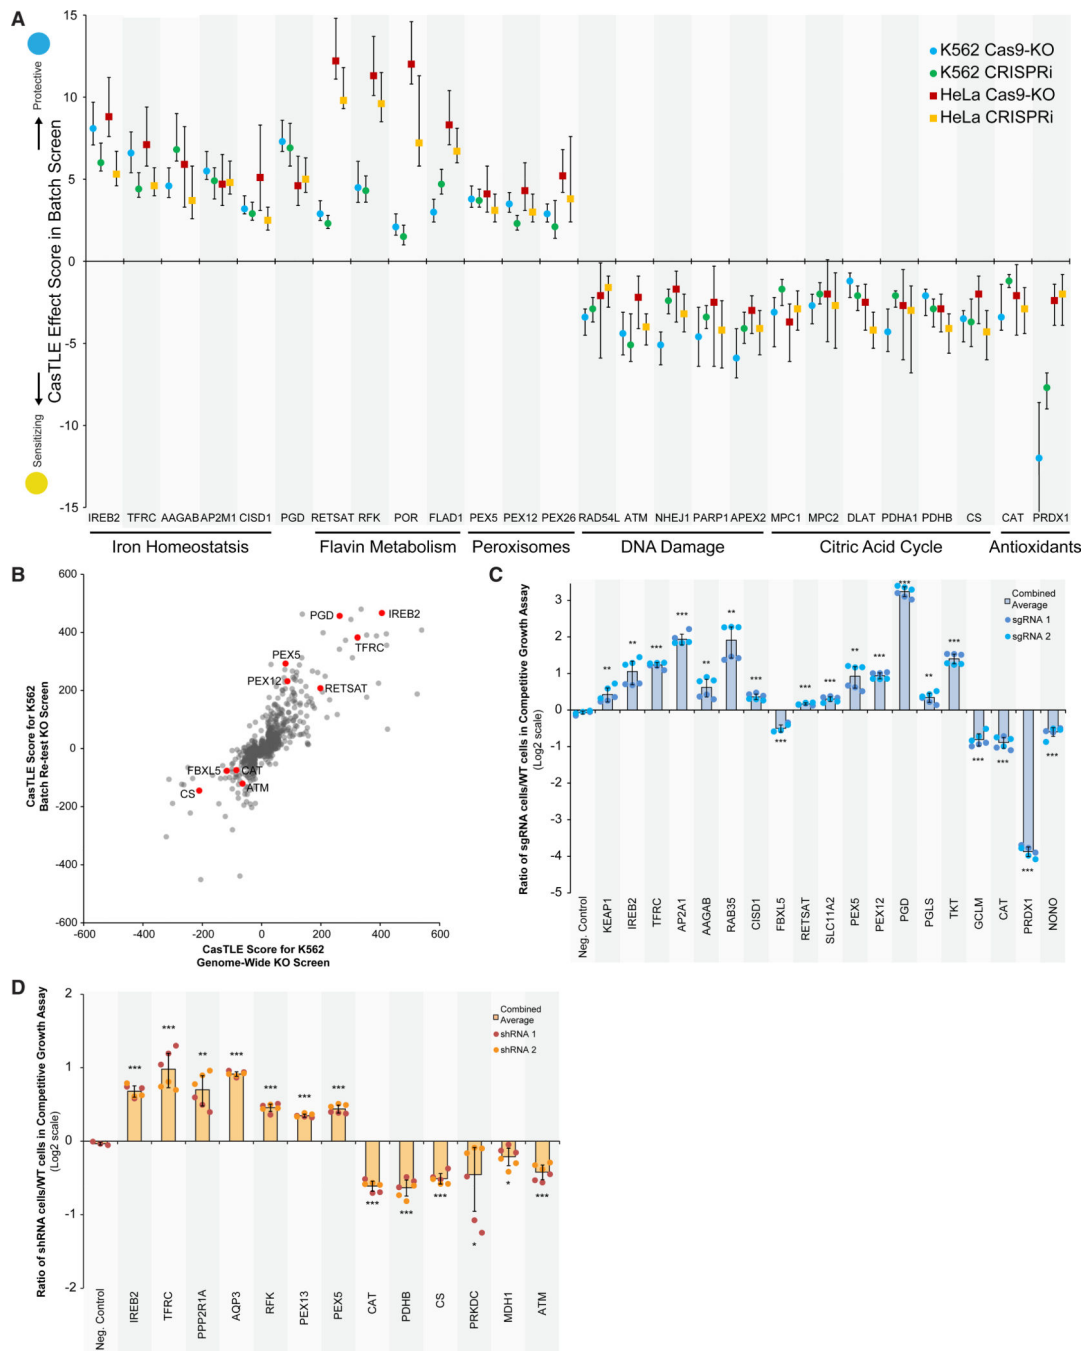 A
CasTLE Effect Score in Batch Screen
Protective
Sensitizing
15
10
5
0
-5
-10
-15
K562 Cas9-KO
K562 CRISPRi
HeLa Cas9-KO
HeLa CRISPRi
IREB2 TFRC AAGAB AP2M1 CISD1 PGD RETSAT RFK POR FLAD1 PEX5 PEX12 PEX26 RAD54L ATM NHEJ1 PARP1 APEX2 MPC1 MPC2 DLAT PDHA1 PDHB CS CAT PRDX1
Iron Homeostatsis Flavin Metabolism Peroxisomes DNA Damage Citric Acid Cycle Antioxidants
B
CasTLE Score for K562
Batch Re-test KO Screen
600
400
200
0
-200
-400
-600
PGD
IREB2
TFRC
PEX5
PEX12
RETSAT
FBXL5
CAT
ATM
CS
-600 -400 -200 0 200 400 600
CasTLE Score for K562
Genome-Wide KO Screen
C
Ratio of sgRNA cells/WT cells in Competitive Growth Assay
(Log2 scale)
3
2
1
0
-1
-2
-3
-4
-5
Combined
Average
sgRNA 1
sgRNA 2
** ** *** *** ** ** *** *** *** *** ** *** *** ** *** *** *** *** ***
Neg. Control
KEAP1
IREB2
TFRC
AP2A1
AAGAB
RAB35
CISD1
FBXL5
RETSAT
SLC11A2
PEX5
PEX12
PGD
PGLS
TKT
GCLM
CAT
PRDX1
NONO
D
Ratio of shRNA cells/WT cells in Competitive Growth Assay
(Log2 scale)
2
1
0
-1
-2
Combined
Average
shRNA 1
shRNA 2
*** *** ** *** *** *** *** *** *** *** * * ***
Neg. Control
IREB2
TFRC
PPP2R1A
AQP3
RFK
PEX13
PEX5
CAT
PDHB
CS
PRKDC
MDH1
ATM